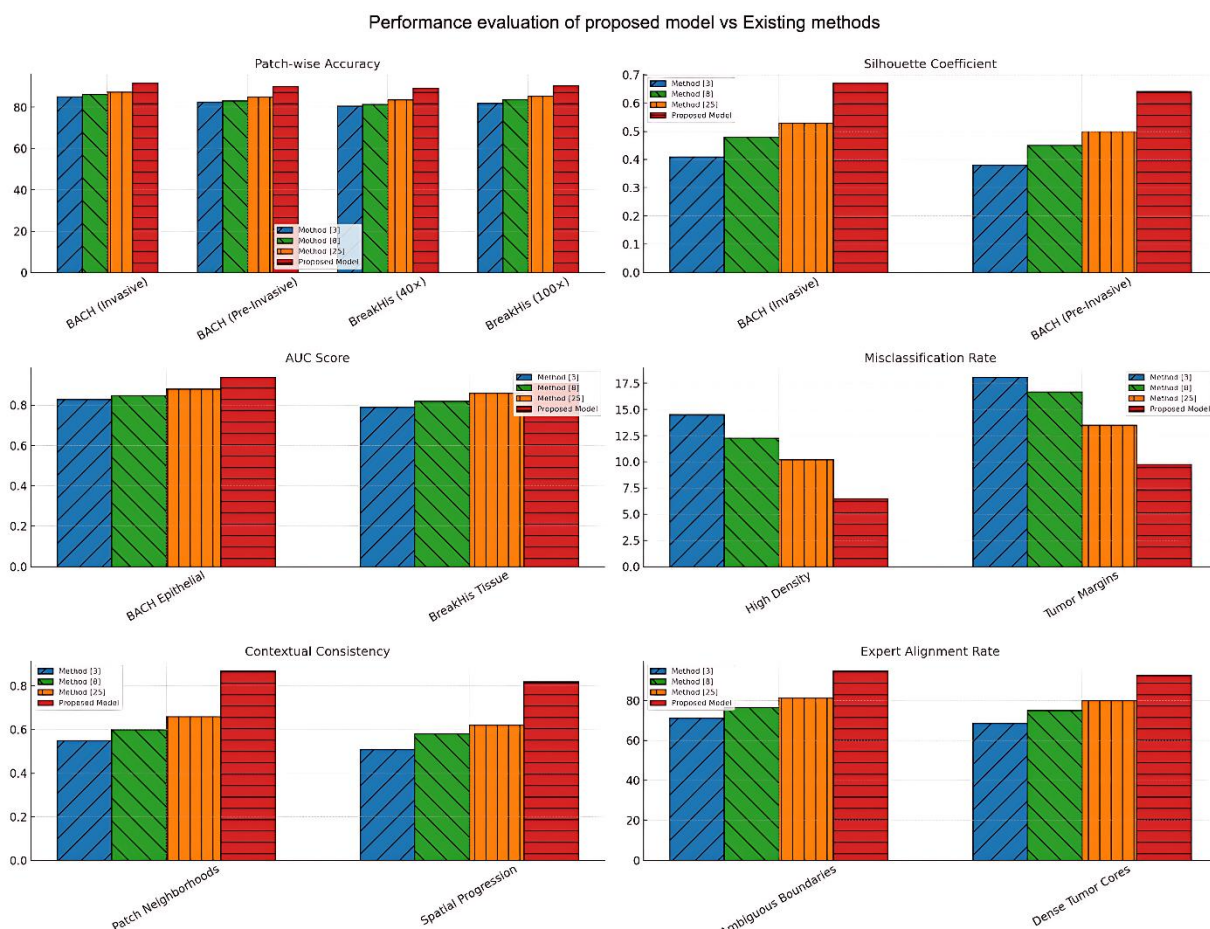 Performance evaluation of proposed model vs Existing methods
Patch-wise Accuracy
80
60
40
20
0
Method [3]
Method [8]
Method [25]
Proposed Model
BACH (Invasive)
BACH (Pre-Invasive)
BreakHis (40×)
BreakHis (100×)
Silhouette Coefficient
0.7
0.6
0.5
0.4
0.3
0.2
0.1
0.0
Method [3]
Method [8]
Method [25]
Proposed Model
BACH (Invasive)
BACH (Pre-Invasive)
AUC Score
0.8
0.6
0.4
0.2
0.0
Method [3]
Method [8]
Method [25]
Proposed Model
BACH Epithelial
BreakHis Tissue
Misclassification Rate
17.5
15.0
12.5
10.0
7.5
5.0
2.5
0.0
Method [3]
Method [8]
Method [25]
Proposed Model
High Density
Tumor Margins
Contextual Consistency
0.8
0.6
0.4
0.2
0.0
Method [3]
Method [8]
Method [25]
Proposed Model
Patch Neighborhoods
Spatial Progression
Expert Alignment Rate
80
60
40
20
0
Method [3]
Method [8]
Method [25]
Proposed Model
Boundaries
Dense Tumor Cores